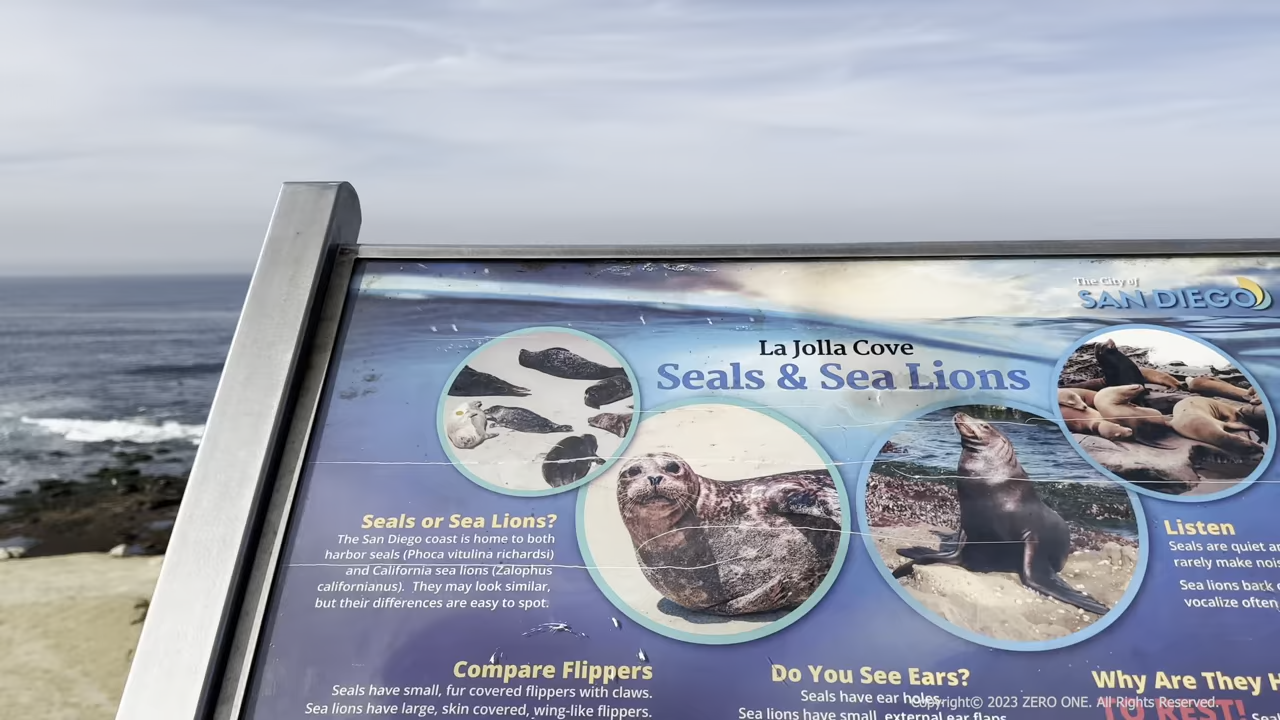 The City of
SAN DIEGO
La Jolla Cove
Seals & Sea Lions
Seals or Sea Lions?
The San Diego coast is home to both
harbor seals (Phoca vitulina richardsi)
and California sea lions (Zalophus
californianus). They may look similar,
but their differences are easy to spot.
Listen
Seals are quiet
rarely make
Sea lions bark
vocalize often
Compare Flippers
Seals have small, fur covered flippers with claws.
Sea lions have large, skin covered, wing-like flippers.
Do You See Ears?
Seals have ear holes.
Sea lions have small, external ear flaps
Why Are They
TO REST!
Copyright© 2023 ZERO ONE. All Rights Reserved.